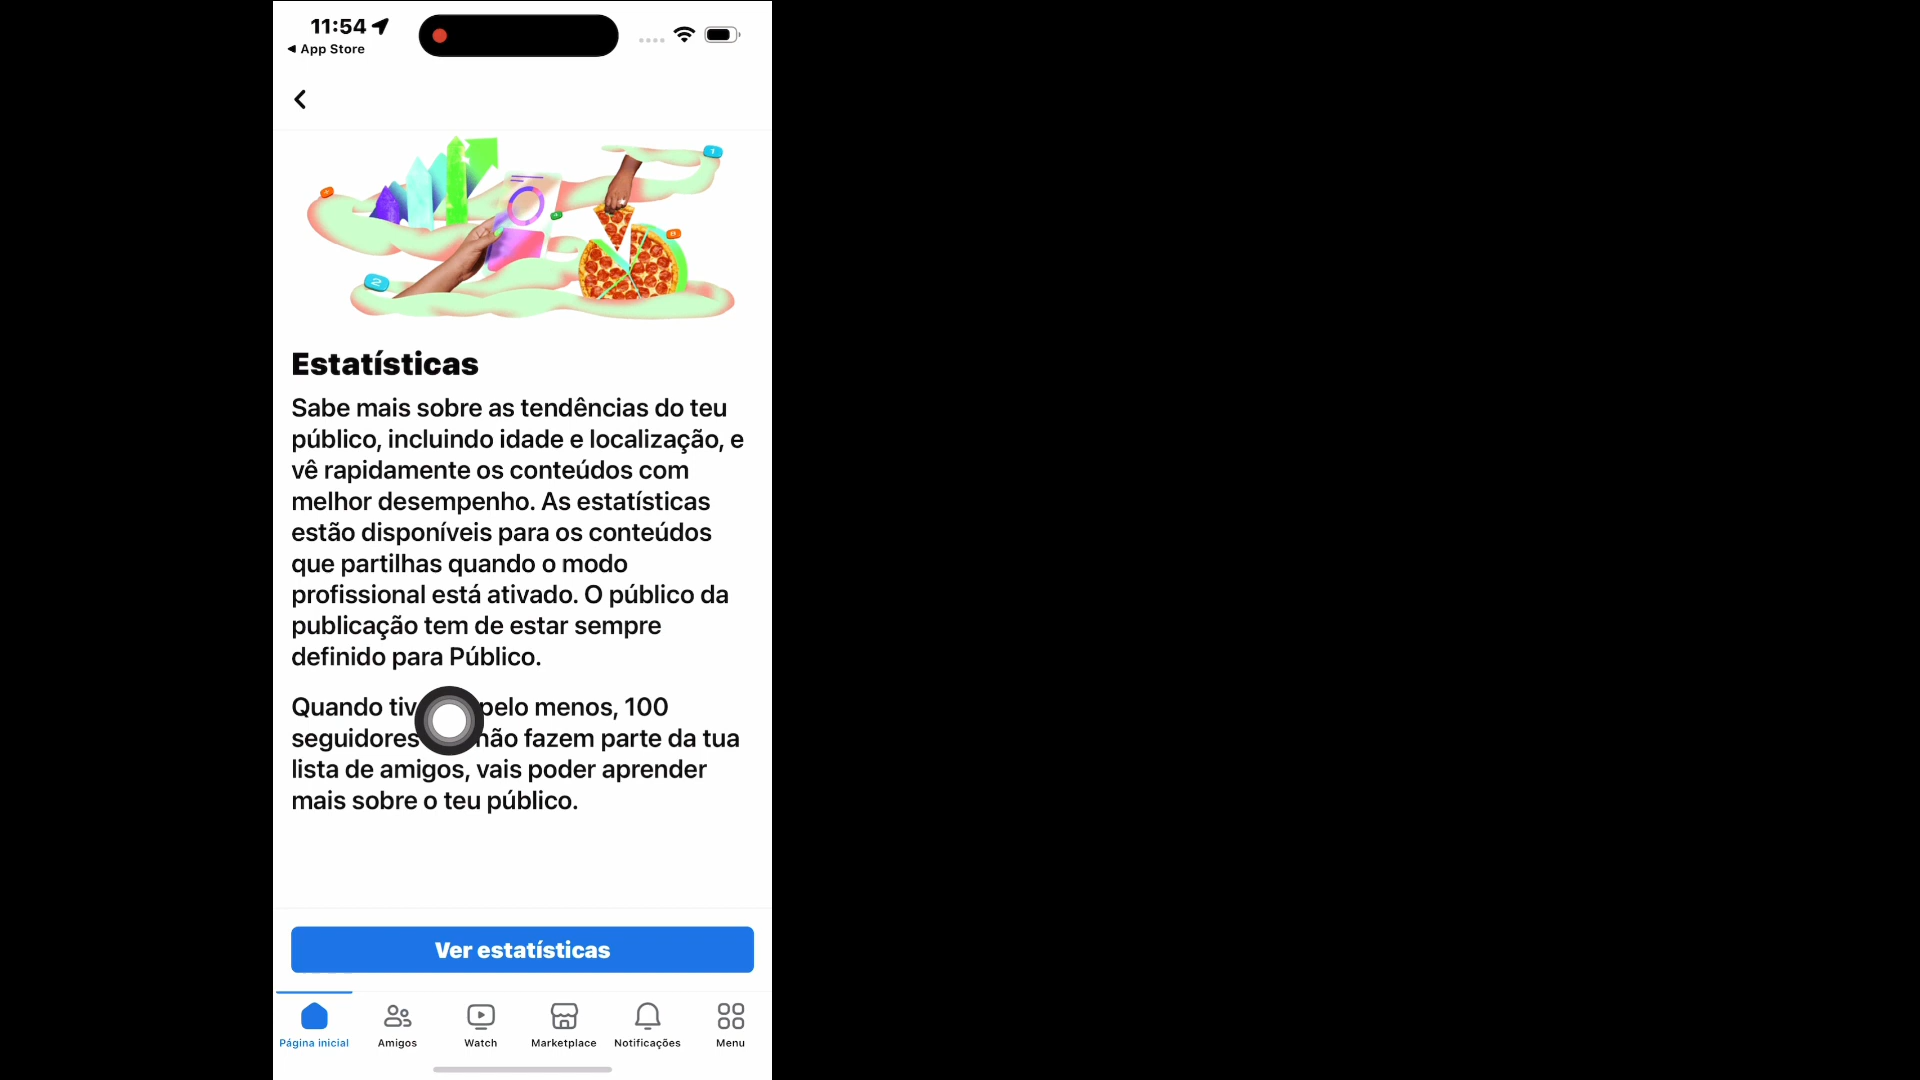 11:54
App Store
1
2
Estatísticas
Sabe mais sobre as tendências do teu
público, incluindo idade e localização, e
vê rapidamente os conteúdos com
melhor desempenho. As estatísticas
estão disponíveis para os conteúdos
que partilhas quando o modo
profissional está ativado. O público da
publicação tem de estar sempre
definido para Público.
Quando pelo menos, 100
seguidores não fazem parte da tua
lista de amigos, vais poder aprender
mais sobre o teu público.
Ver estatísticas
Página inicial
Amigos
Watch
Marketplace
Notificações
Menu